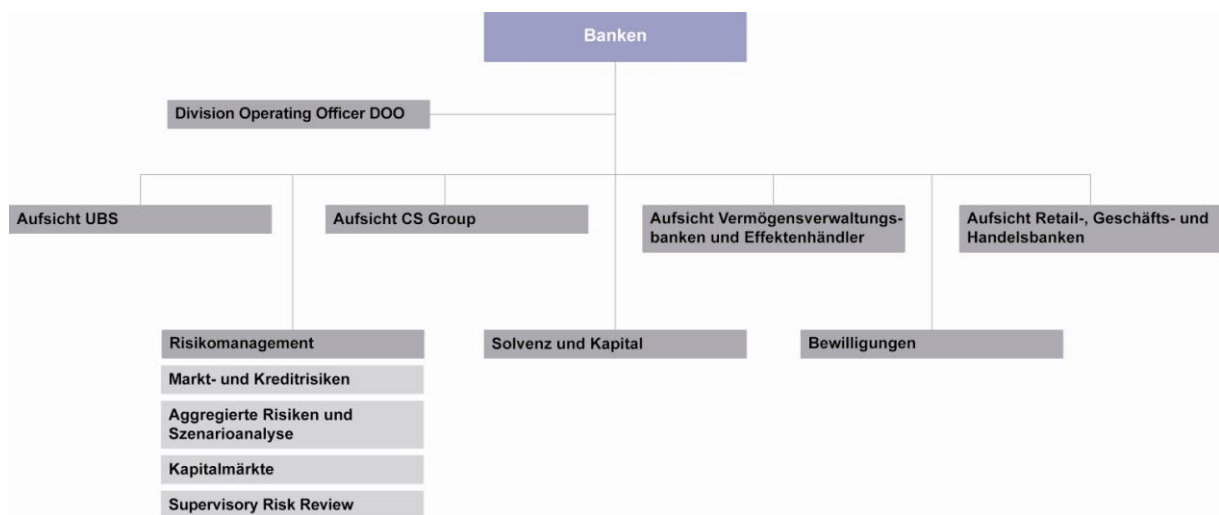 Banken
Division Operating Officer DOO
Aufsicht UBS
Aufsicht CS Group
Aufsicht Vermögensverwaltungs-
banken und Effektenhändler
Aufsicht Retail-, Geschäfts- und
Handelsbanken
Risikomanagement
Solvenz und Kapital
Bewilligungen
Markt- und Kreditrisiken
Aggregierte Risiken und
Szenarioanalyse
Kapitalmärkte
Supervisory Risk Review